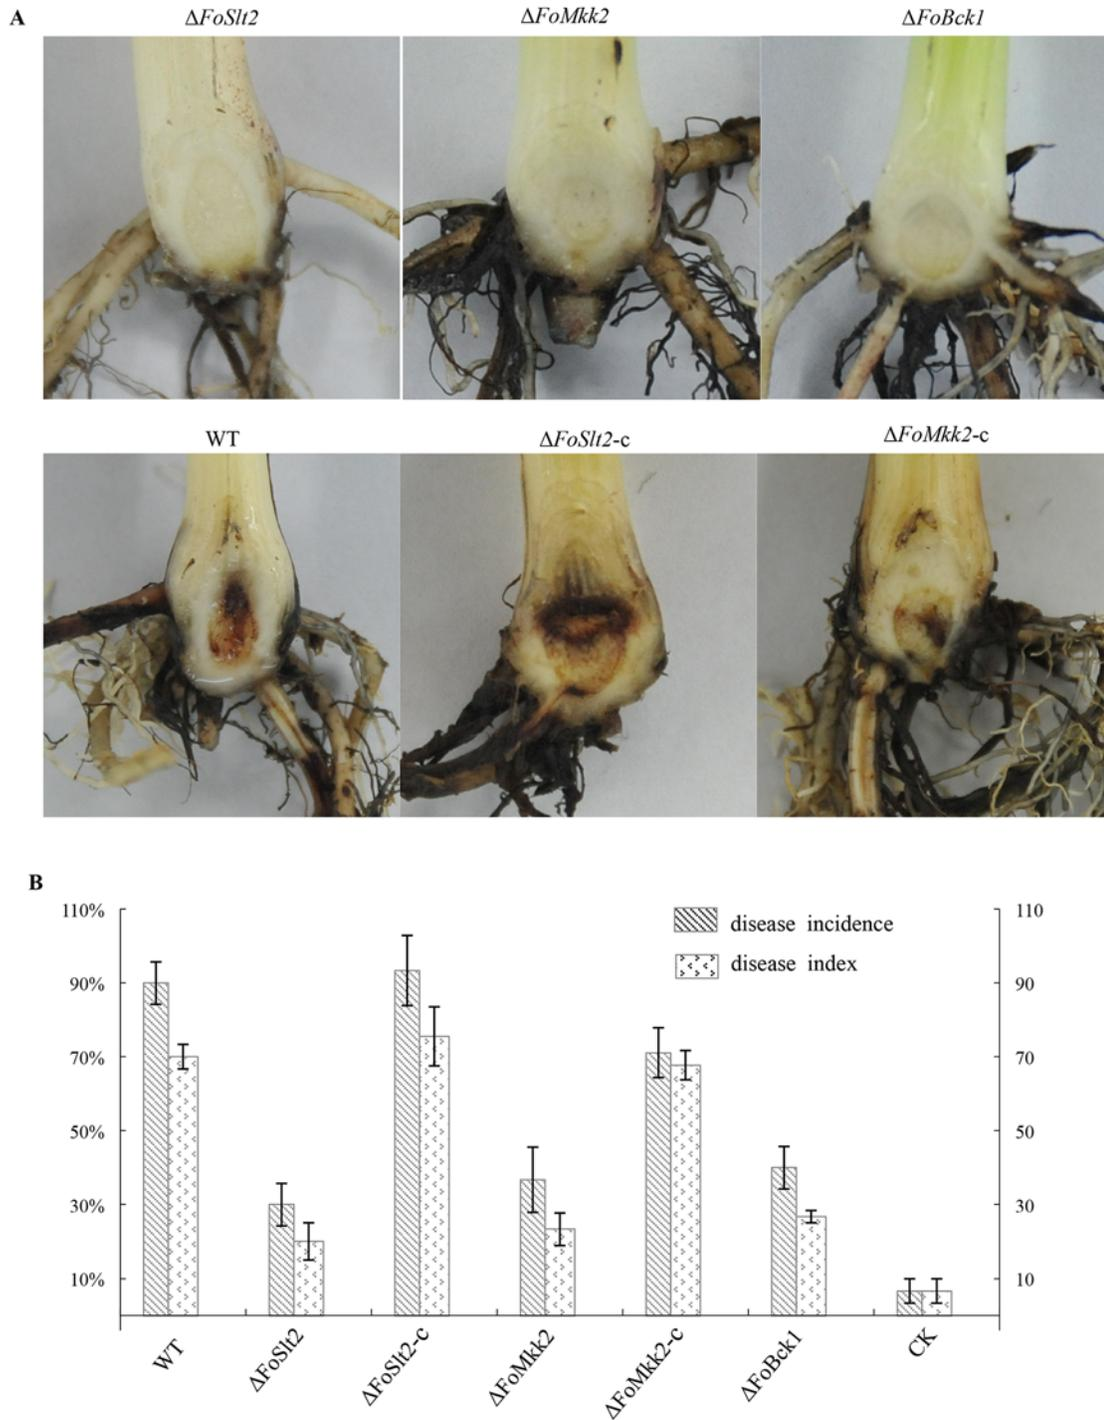 A
ΔFoSlt2 ΔFoMkk2 ΔFoBck1
WT ΔFoSlt2-c ΔFoMkk2-c
B
110% 110
disease incidence
disease index
90% 90
70% 70
50% 50
30% 30
10% 10
WT ΔFoSlt2 ΔFoSlt2-c ΔFoMkk2 ΔFoMkk2-c ΔFoBck1 CK